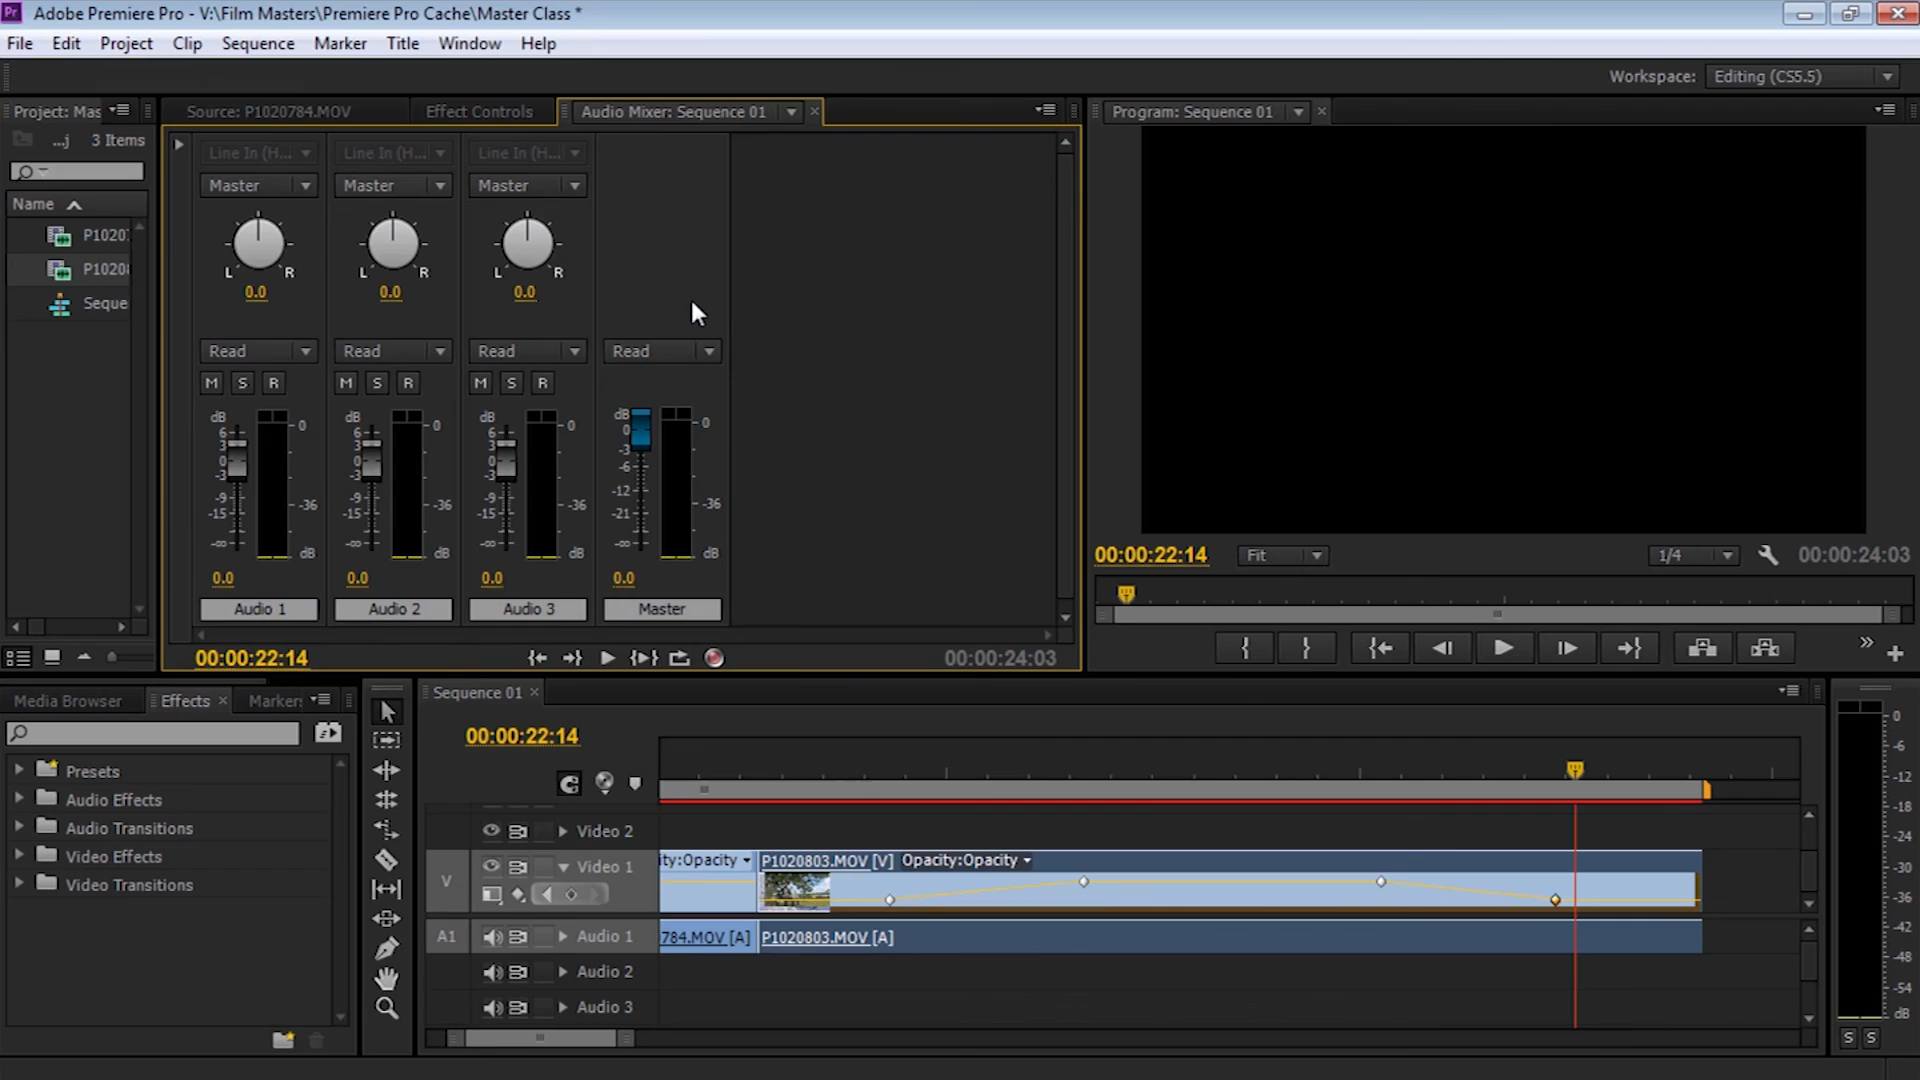 Pr Adobe Premiere Pro - V:\Film Masters\Premiere Pro Cache\Master Class *
File Edit Project Clip Sequence Marker Title Window Help
Workspace: Editing (CS5.5)
Project: Mas
...j 3 Items
Name
P1020
P1020
Seque
Source: P1020784.MOV
Effect Controls
Audio Mixer: Sequence 01
Line In (H... Line In (H... Line In (H...
Master Master Master
L R L R L R
0.0 0.0 0.0
Read Read Read Read
M S R M S R M S R
dB dB dB dB
6 6 6 0
3 3 3 -3
0 0 0 -6
-3 -3 -3 -12
-9 -9 -9 -21
-15 -15 -15 -∞
-∞ -∞ -∞
0 0 0 0
-36 -36 -36 -36
dB dB dB dB
0.0 0.0 0.0 0.0
Audio 1 Audio 2 Audio 3 Master
00:00:22:14 00:00:24:03
Program: Sequence 01
00:00:22:14 Fit 1/4 00:00:24:03
Media Browser Effects Markers
Presets
Audio Effects
Audio Transitions
Video Effects
Video Transitions
Sequence 01
00:00:22:14
Video 2
V Video 1
ity:Opacity P1020803.MOV [V] Opacity:Opacity
A1 Audio 1 784.MOV [A] P1020803.MOV [A]
Audio 2
Audio 3
0
-6
-12
-18
-24
-30
-36
-42
-48
-54
dB
S S